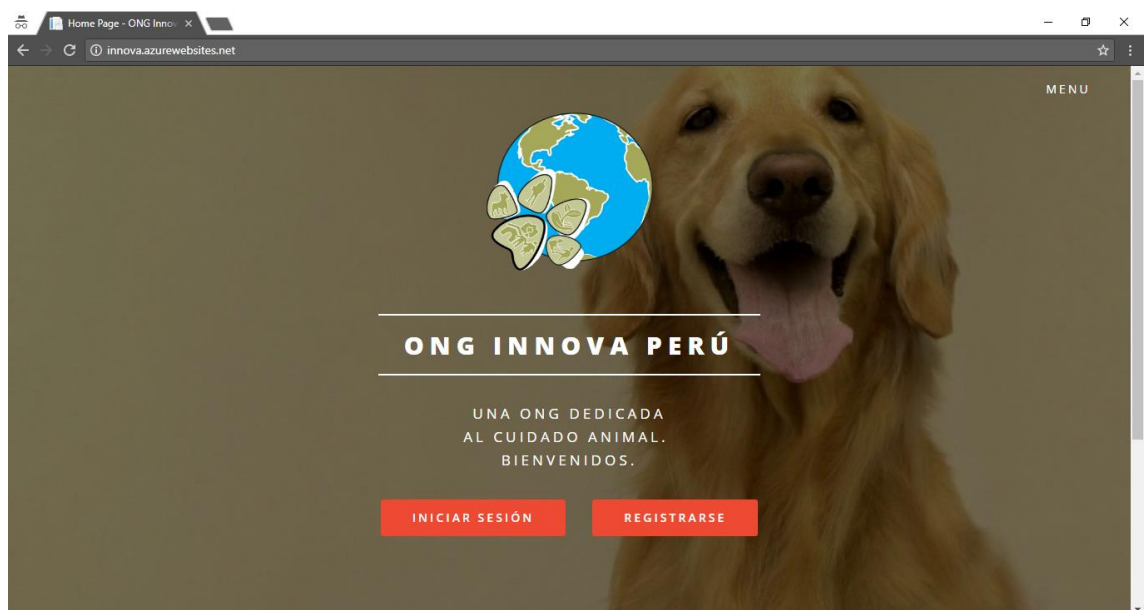 Home Page - ONG Innov
innova.azurewebsites.net
MENU
ONG INNOVA PERÚ
UNA ONG DEDICADA
AL CUIDADO ANIMAL.
BIENVENIDOS.
INICIAR SESIÓN
REGISTRARSE